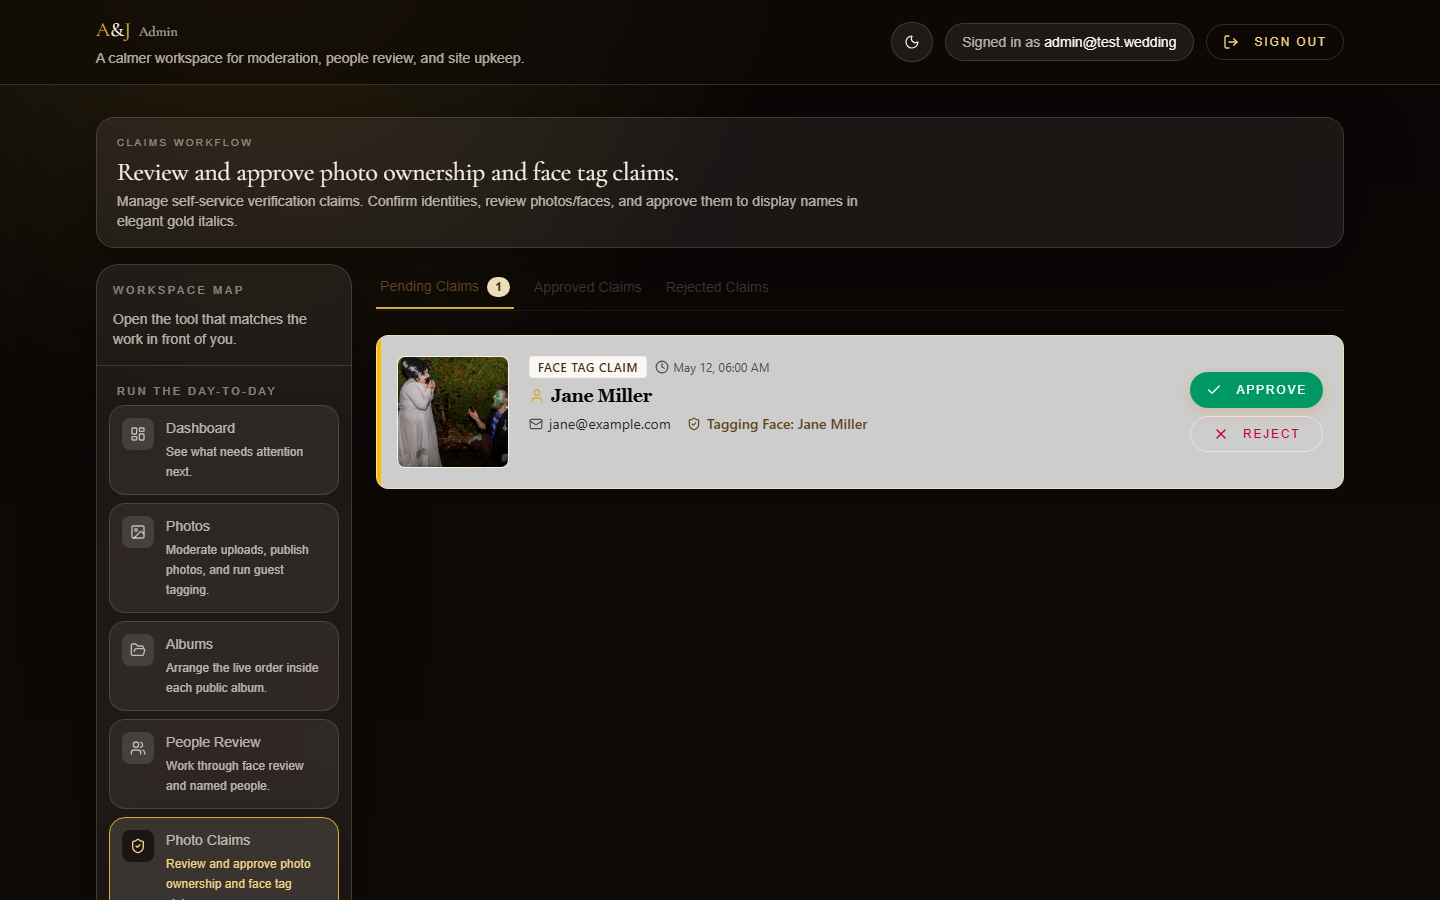 A&J Admin
A calmer workspace for moderation, people review, and site upkeep.
Signed in as admin@test.wedding
SIGN OUT
CLAIMS WORKFLOW
Review and approve photo ownership and face tag claims.
Manage self-service verification claims. Confirm identities, review photos/faces, and approve them to display names in
elegant gold italics.
WORKSPACE MAP
Open the tool that matches the
work in front of you.
RUN THE DAY-TO-DAY
Dashboard
See what needs attention
next.
Photos
Moderate uploads, publish
photos, and run guest
tagging.
Albums
Arrange the live order inside
each public album.
People Review
Work through face review
and named people.
Photo Claims
Review and approve photo
ownership and face tag
Pending Claims 1
Approved Claims
Rejected Claims
FACE TAG CLAIM
May 12, 06:00 AM
Jane Miller
jane@example.com
Tagging Face: Jane Miller
APPROVE
REJECT